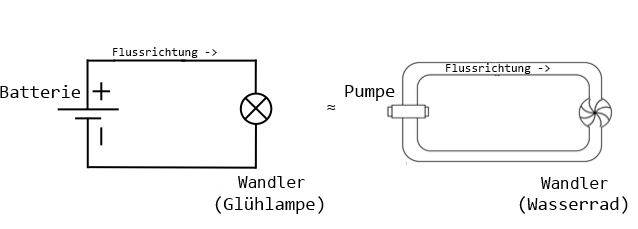 Flussrichtung ->
Batterie
+
-
Wandler
(Glühlampe)
≈
Flussrichtung ->
Pumpe
Wandler
(Wasserrad)